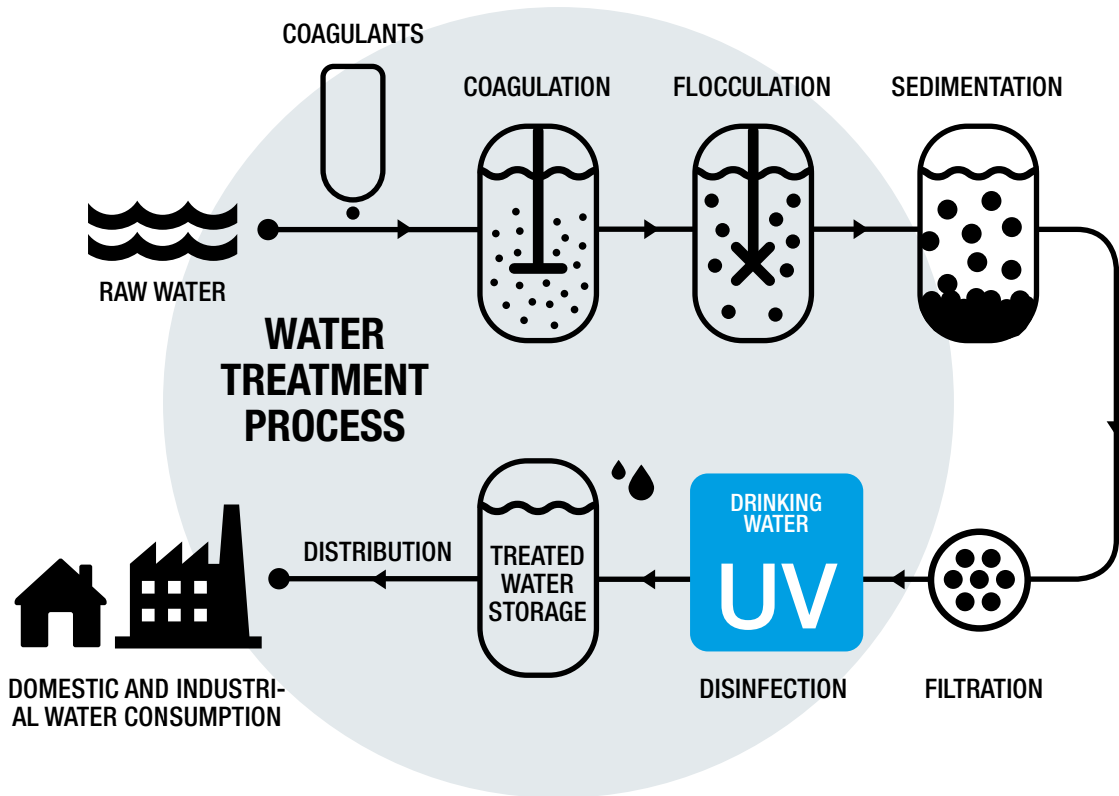 COAGULANTS
COAGULATION
FLOCCULATION
SEDIMENTATION
RAW WATER
WATER
TREATMENT
PROCESS
DRINKING
WATER
UV
DISTRIBUTION
TREATED
WATER
STORAGE
DOMESTIC AND INDUSTRI-
AL WATER CONSUMPTION
DISINFECTION
FILTRATION